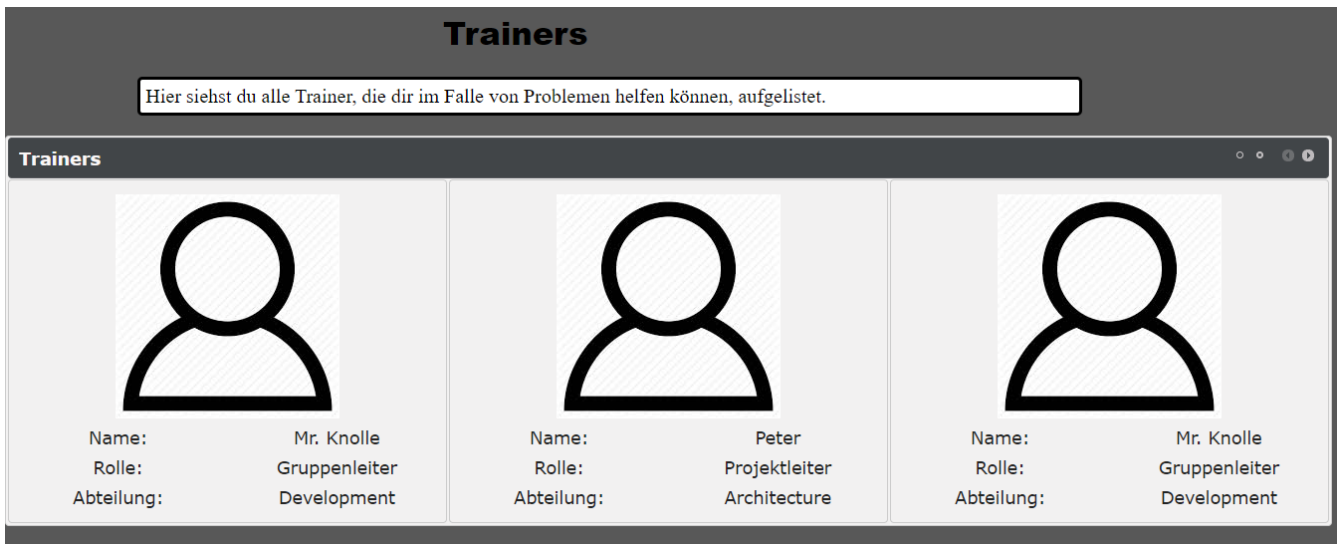 Trainers
Hier siehst du alle Trainer, die dir im Falle von Problemen helfen können, aufgelistet.
Trainers
Name: Mr. Knolle
Rolle: Gruppenleiter
Abteilung: Development
Name: Peter
Rolle: Projektleiter
Abteilung: Architecture
Name: Mr. Knolle
Rolle: Gruppenleiter
Abteilung: Development